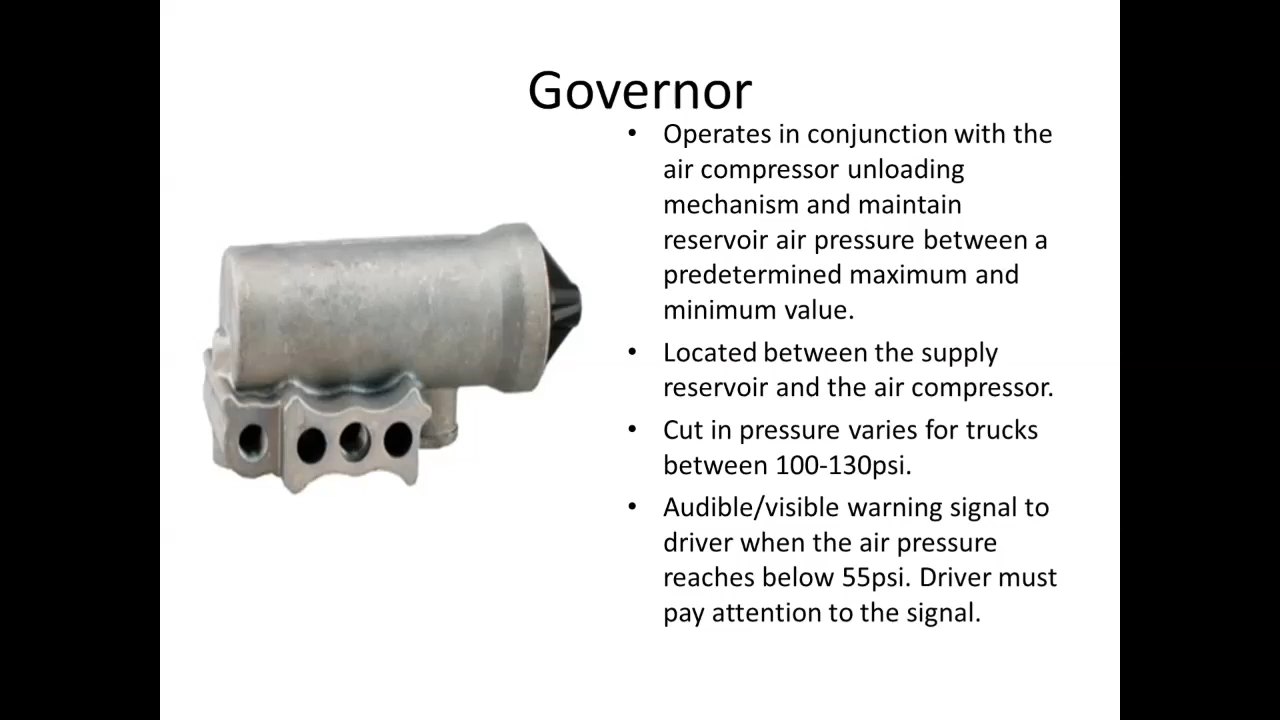 Governor
• Operates in conjunction with the
air compressor unloading
mechanism and maintain
reservoir air pressure between a
predetermined maximum and
minimum value.
• Located between the supply
reservoir and the air compressor.
• Cut in pressure varies for trucks
between 100-130psi.
• Audible/visible warning signal to
driver when the air pressure
reaches below 55psi. Driver must
pay attention to the signal.